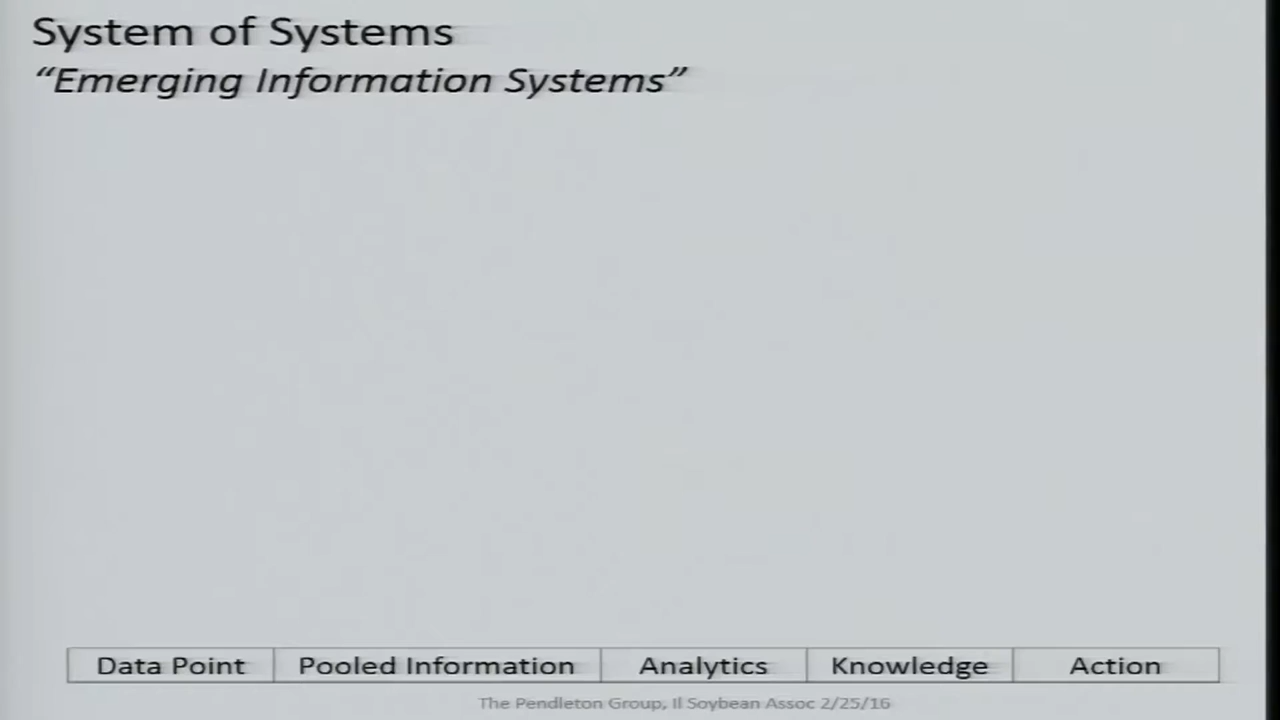 System of Systems
“Emerging Information Systems”
Data Point Pooled Information Analytics Knowledge Action
The Pendleton Group, Il Soybean Assoc 2/25/16